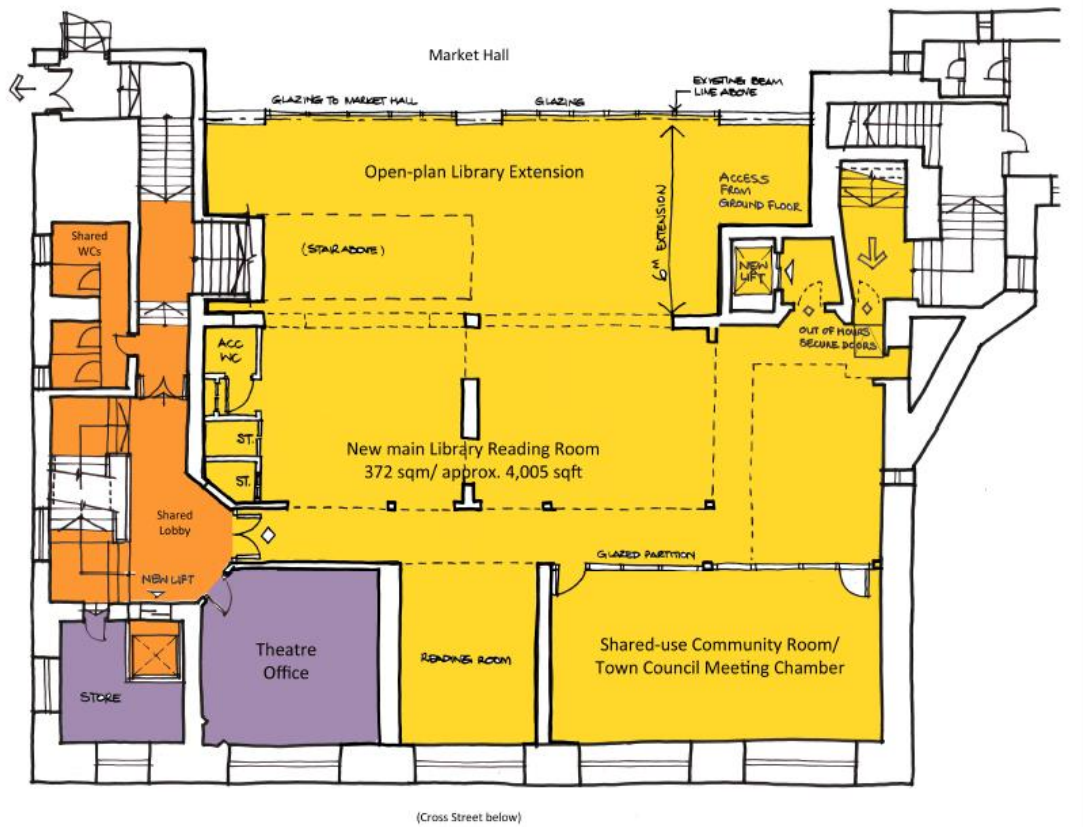 Market Hall
GLAZING TO MARKET HALL
GLAZING
EXISTING BEAM
LINE ABOVE
Open-plan Library Extension
6M EXTENSION
ACCESS
FROM
GROUND FLOOR
Shared
WCs
(STAIR ABOVE)
NEW
LIFT
OUT OF HOURS
SECURE DOORS
ACC
WC
ST.
ST.
New main Library Reading Room
372 sqm/ approx. 4,005 sqft
Shared
Lobby
NEW LIFT
GLAZED PARTITION
Theatre
Office
READING ROOM
Shared-use Community Room/
Town Council Meeting Chamber
STORE
(Cross Street below)